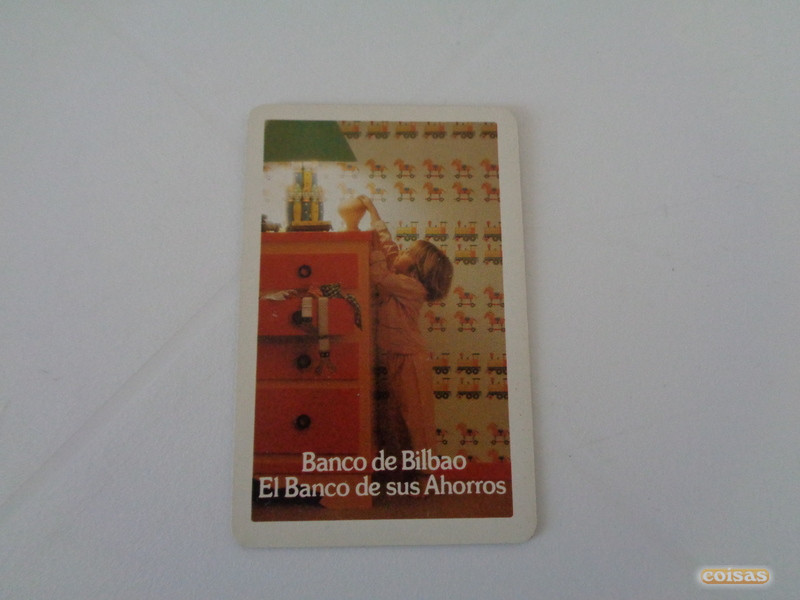 Banco de Bilbao
El Banco de sus Ahorros
coisas